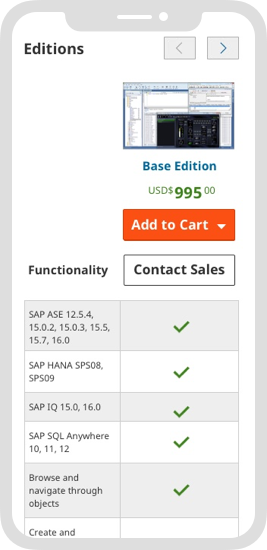 Editions
Base Edition
USD$995.00
Add to Cart
Functionality
Contact Sales
SAP ASE 12.5.4,
15.0.2, 15.0.3, 15.5,
15.7, 16.0
SAP HANA SPS08,
SPS09
SAP IQ 15.0, 16.0
SAP SQL Anywhere
10, 11, 12
Browse and
navigate through
objects
Create and